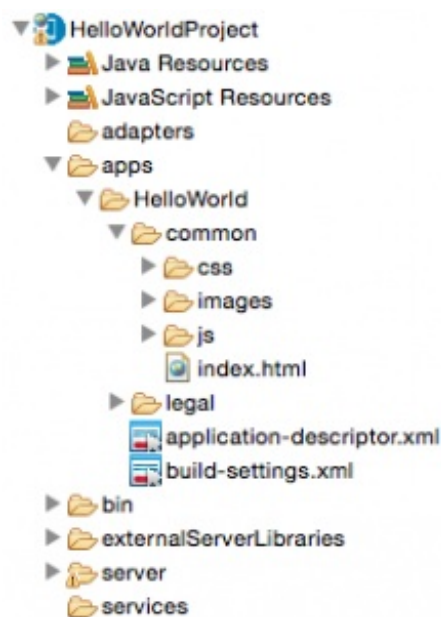 HelloWorldProject
Java Resources
JavaScript Resources
adapters
apps
HelloWorld
common
css
images
js
index.html
legal
application-descriptor.xml
build-settings.xml
bin
externalServerLibraries
server
services